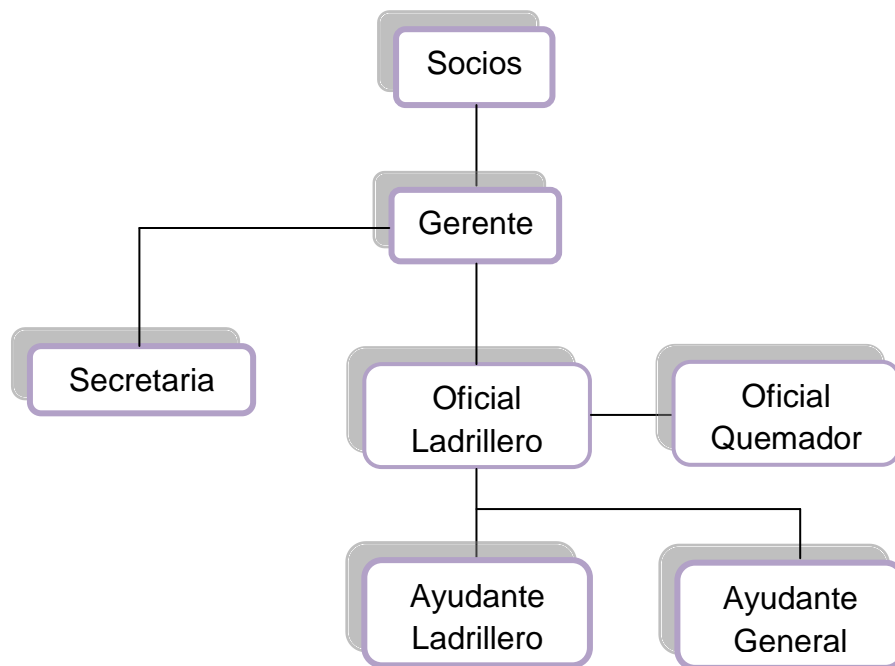 Socios
Gerente
Secretaria
Oficial
Ladrillero
Oficial
Quemador
Ayudante
Ladrillero
Ayudante
General